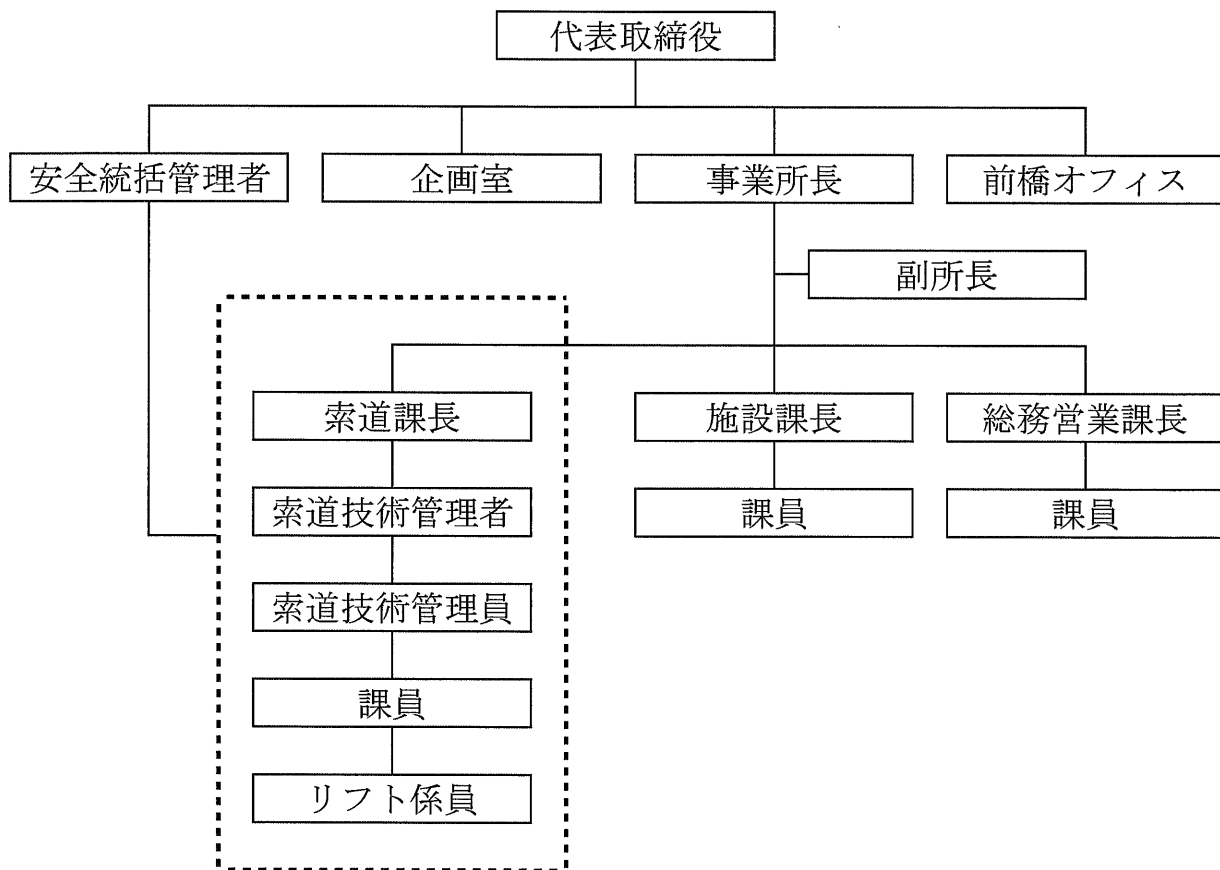 代表取締役
安全統括管理者
企画室
事業所長
前橋オフィス
副所長
索道課長
施設課長
総務営業課長
索道技術管理者
課員
課員
索道技術管理員
課員
リフト係員